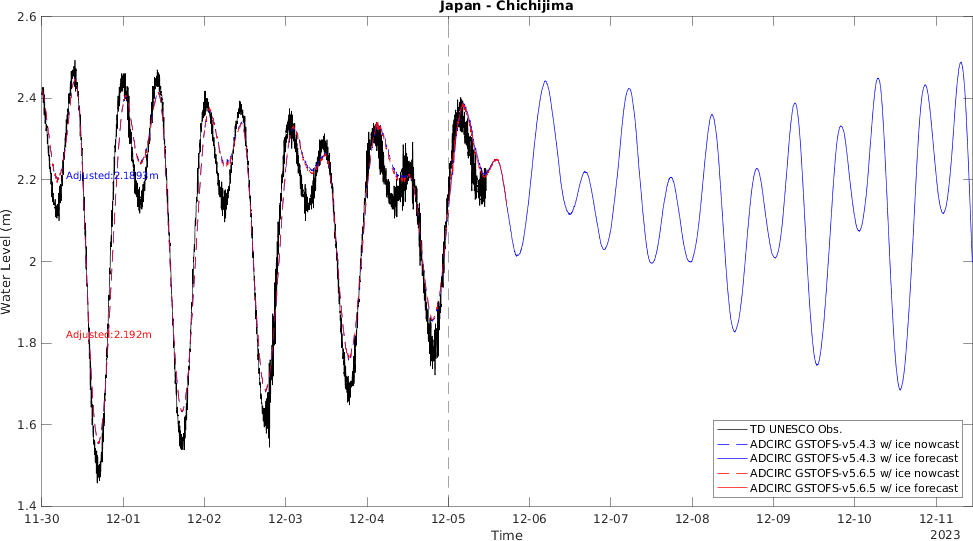 Japan - Chichijima
Water Level (m)
2.6
2.4
2.2
2
1.8
1.6
1.4
Adjusted:2.1893m
Adjusted:2.192m
TD UNESCO Obs.
ADCIRC GSTOFS-v5.4.3 w/ ice nowcast
ADCIRC GSTOFS-v5.4.3 w/ ice forecast
ADCIRC GSTOFS-v5.6.5 w/ ice nowcast
ADCIRC GSTOFS-v5.6.5 w/ ice forecast
11-30 12-01 12-02 12-03 12-04 12-05 12-06 12-07 12-08 12-09 12-10 12-11
Time
2023